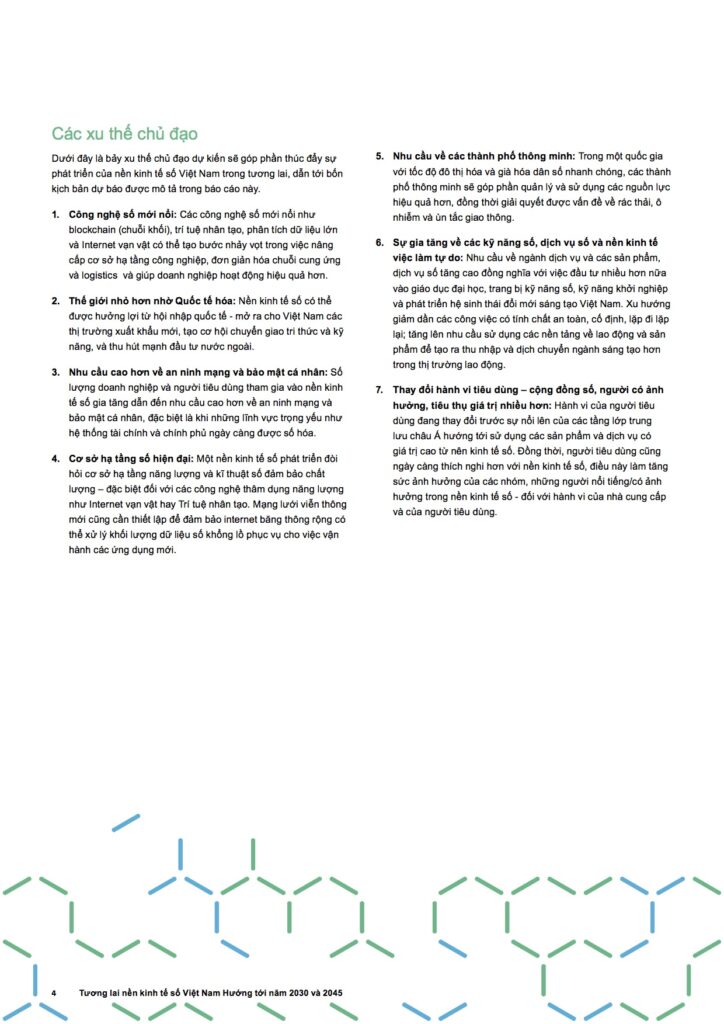 Các xu thế chủ đạo
Dưới đây là bảy xu thế chủ đạo dự kiến sẽ góp phần thúc đẩy sự
phát triển của nền kinh tế số Việt Nam trong tương lai, dẫn tới bốn
kịch bản dự báo được mô tả trong báo cáo này.
1. Công nghệ số mới nổi: Các công nghệ số mới nổi như
blockchain (chuỗi khối), trí tuệ nhân tạo, phân tích dữ liệu lớn
và Internet vạn vật có thể tạo bước nhảy vọt trong việc nâng
cấp cơ sở hạ tầng công nghiệp, đơn giản hóa chuỗi cung ứng
và logistics và giúp doanh nghiệp hoạt động hiệu quả hơn.
2. Thế giới nhỏ hơn nhờ Quốc tế hóa: Nền kinh tế số có thể
được hưởng lợi từ hội nhập quốc tế - mở ra cho Việt Nam các
thị trường xuất khẩu mới, tạo cơ hội chuyển giao tri thức và kỹ
năng, và thu hút mạnh đầu tư nước ngoài.
3. Nhu cầu cao hơn về an ninh mạng và bảo mật cá nhân: Số
lượng doanh nghiệp và người tiêu dùng tham gia vào nền kinh
tế số gia tăng dẫn đến nhu cầu cao hơn về an ninh mạng và
bảo mật cá nhân, đặc biệt là khi những lĩnh vực trọng yếu như
hệ thống tài chính và chính phủ ngày càng được số hóa.
4. Cơ sở hạ tầng số hiện đại: Một nền kinh tế số phát triển đòi
hỏi cơ sở hạ tầng năng lượng và kĩ thuật số đảm bảo chất
lượng – đặc biệt đối với các công nghệ thâm dụng năng lượng
như Internet vạn vật hay Trí tuệ nhân tạo. Mạng lưới viễn thông
mới cũng cần thiết lập để đảm bảo internet băng thông rộng có
thể xử lý khối lượng dữ liệu số khổng lồ phục vụ cho việc vận
hành các ứng dụng mới.
5. Nhu cầu về các thành phố thông minh: Trong một quốc gia
với tốc độ đô thị hóa và già hóa dân số nhanh chóng, các thành
phố thông minh sẽ góp phần quản lý và sử dụng các nguồn lực
hiệu quả hơn, đồng thời giải quyết được vấn đề về rác thải, ô
nhiễm và ùn tắc giao thông.
6. Sự gia tăng về các kỹ năng số, dịch vụ số và nền kinh tế
việc làm tự do: Nhu cầu về ngành dịch vụ và các sản phẩm,
dịch vụ số tăng cao đồng nghĩa với việc đầu tư nhiều hơn nữa
vào giáo dục đại học, trang bị kỹ năng số, kỹ năng khởi nghiệp
và phát triển hệ sinh thái đổi mới sáng tạo Việt Nam. Xu hướng
giảm dần các công việc có tính chất an toàn, cố định, lặp đi lặp
lại; tăng lên nhu cầu sử dụng các nền tảng về lao động và sản
phẩm để tạo ra thu nhập và dịch chuyển ngành sáng tạo hơn
trong thị trường lao động.
7. Thay đổi hành vi tiêu dùng – cộng đồng số, người có ảnh
hưởng, tiêu thụ giá trị nhiều hơn: Hành vi của người tiêu
dùng đang thay đổi trước sự nổi lên của các tầng lớp trung
lưu châu Á hướng tới sử dụng các sản phẩm và dịch vụ có
giá trị cao từ nên kinh tế số. Đồng thời, người tiêu dùng cũng
ngày càng thích nghi hơn với nền kinh tế số, điều này làm tăng
sức ảnh hưởng của các nhóm, những người nổi tiếng/có ảnh
hưởng trong nền kinh tế số - đối với hành vi của nhà cung cấp
và của người tiêu dùng.
4 Tương lai nền kinh tế số Việt Nam Hướng tới năm 2030 và 2045